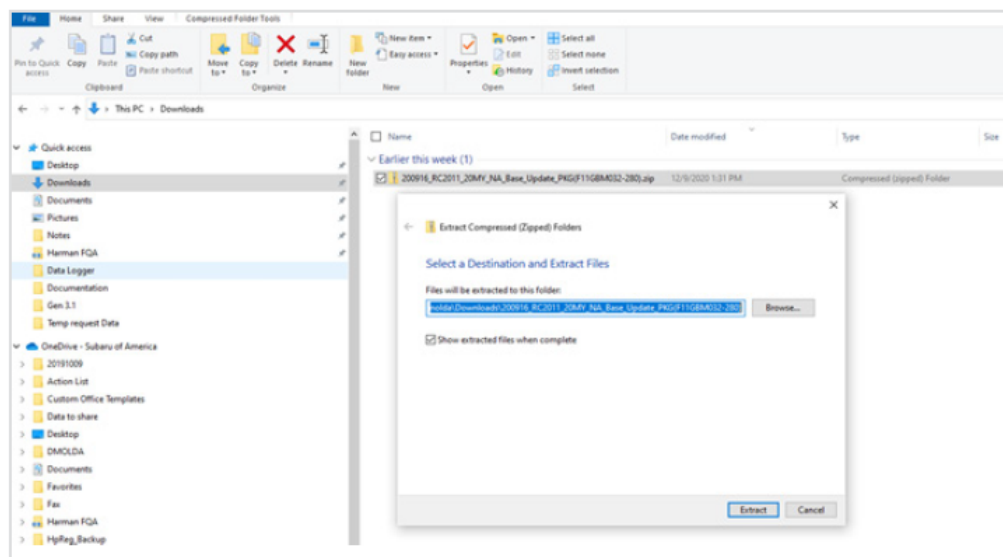 File Home Share View Compressed Folder Tools
Pin to Quick access
Copy
Paste
Cut
Copy path
Paste shortcut
Clipboard
Move to
Copy to
Delete
Rename
Organize
New folder
New item
Easy access
New
Properties
Open
Edit
History
Open
Select all
Select none
Invert selection
Select
This PC > Downloads
Name Date modified Type Size
Quick access
Desktop
Downloads
Documents
Pictures
Notes
Harman FQA
Data Logger
Documentation
Gen 3.1
Temp request Data
OneDrive - Subaru of America
20191009
Action List
Custom Office Templates
Data to share
Desktop
DMOLDA
Documents
Favorites
Fax
Harman FQA
HpReg_Backup
Earlier this week (1)
200916_RC2011_20MY_NA_Base_Update_PKG(F11GBM032-280).zip 12/9/2020 1:31 PM Compressed (zipped) Folder
Extract Compressed (Zipped) Folders
Select a Destination and Extract Files
Files will be extracted to this folder:
nolda\Downloads\200916_RC2011_20MY_NA_Base_Update_PKG(F11GBM032-280)
Browse...
Show extracted files when complete
Extract Cancel